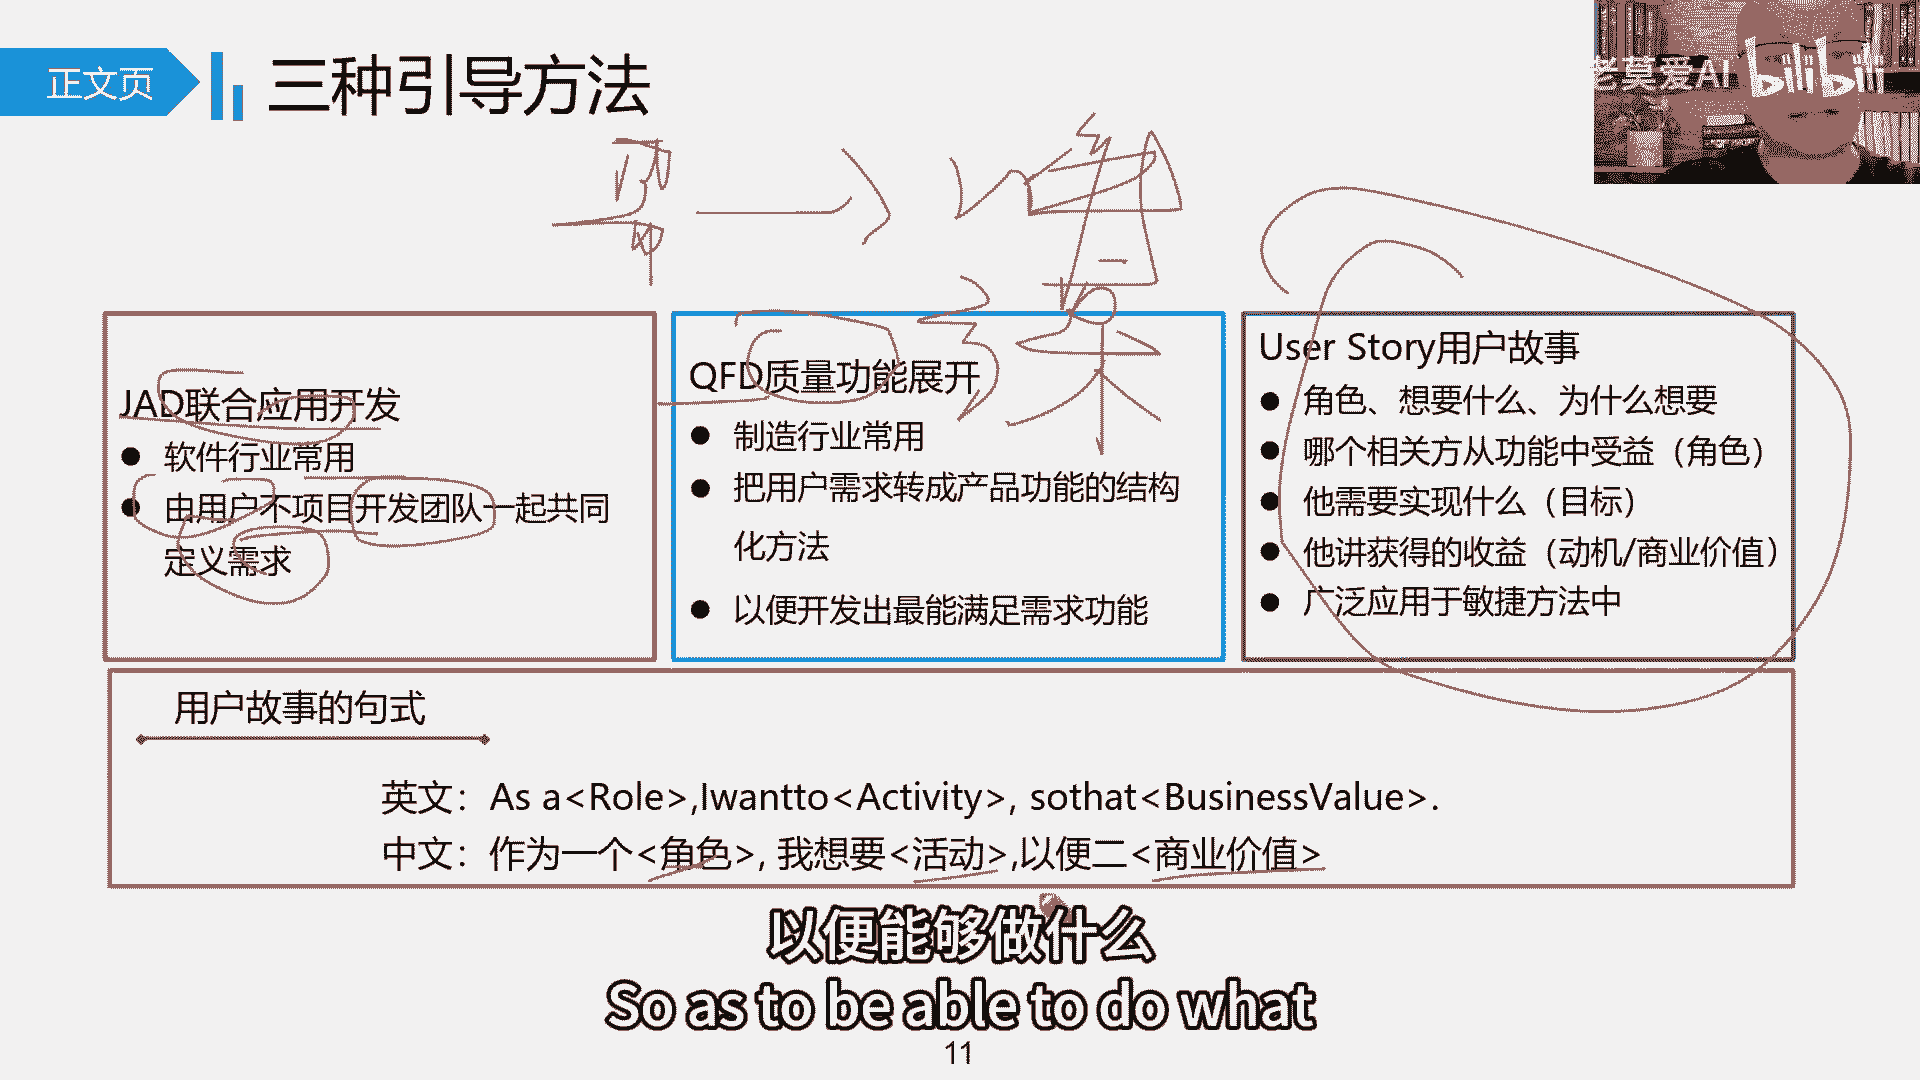 正文页
三种引导方法
老莫爱AI bilibili
JAD联合应用开发
● 软件行业常用
● 由用户不项目开发团队一起共同
定义需求
QFD质量功能展开
● 制造行业常用
● 把用户需求转成产品功能的结构
化方法
● 以便开发出最能满足需求功能
User Story用户故事
● 角色、想要什么、为什么想要
● 哪个相关方从功能中受益（角色）
● 他需要实现什么（目标）
● 他讲获得的收益（动机/商业价值）
● 广泛应用于敏捷方法中
用户故事的句式
英文：As a<Role>,Iwantto<Activity>, sothat<BusinessValue>.
中文：作为一个<角色>, 我想要<活动>,以便二<商业价值>
以便能够做什么
So as to be able to do what
11